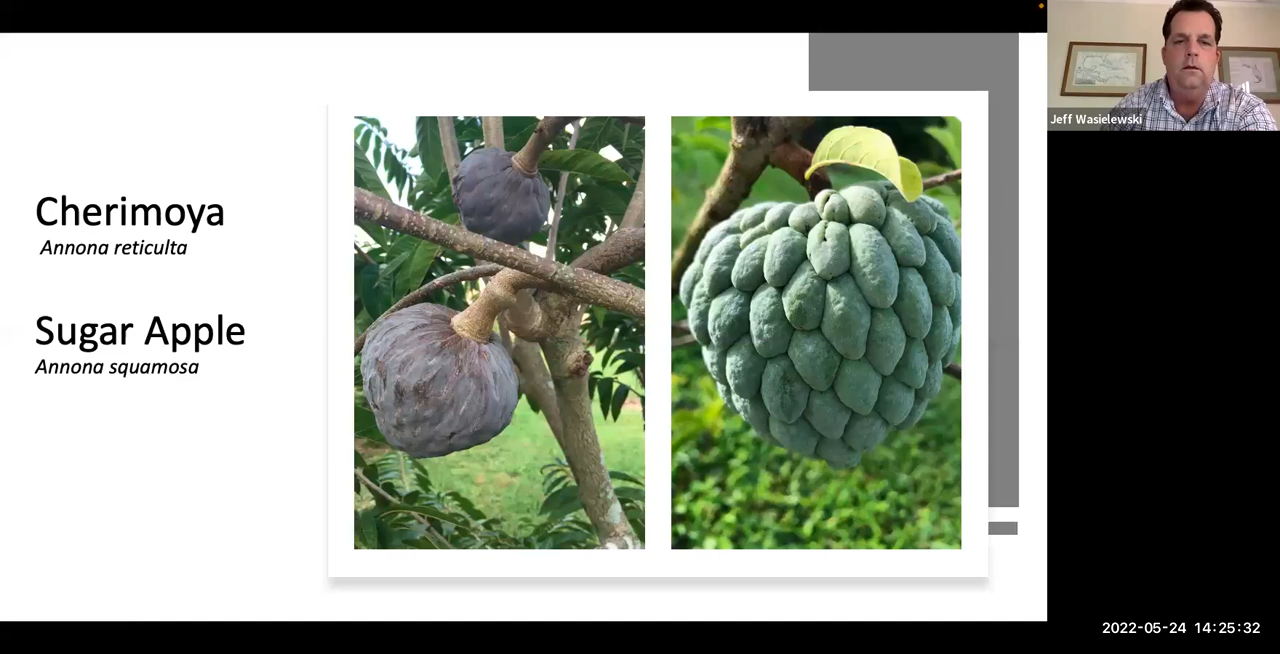 Cherimoya
Annona reticulta
Sugar Apple
Annona squamosa
Jeff Wasielewski
2022-05-24 14:25:32